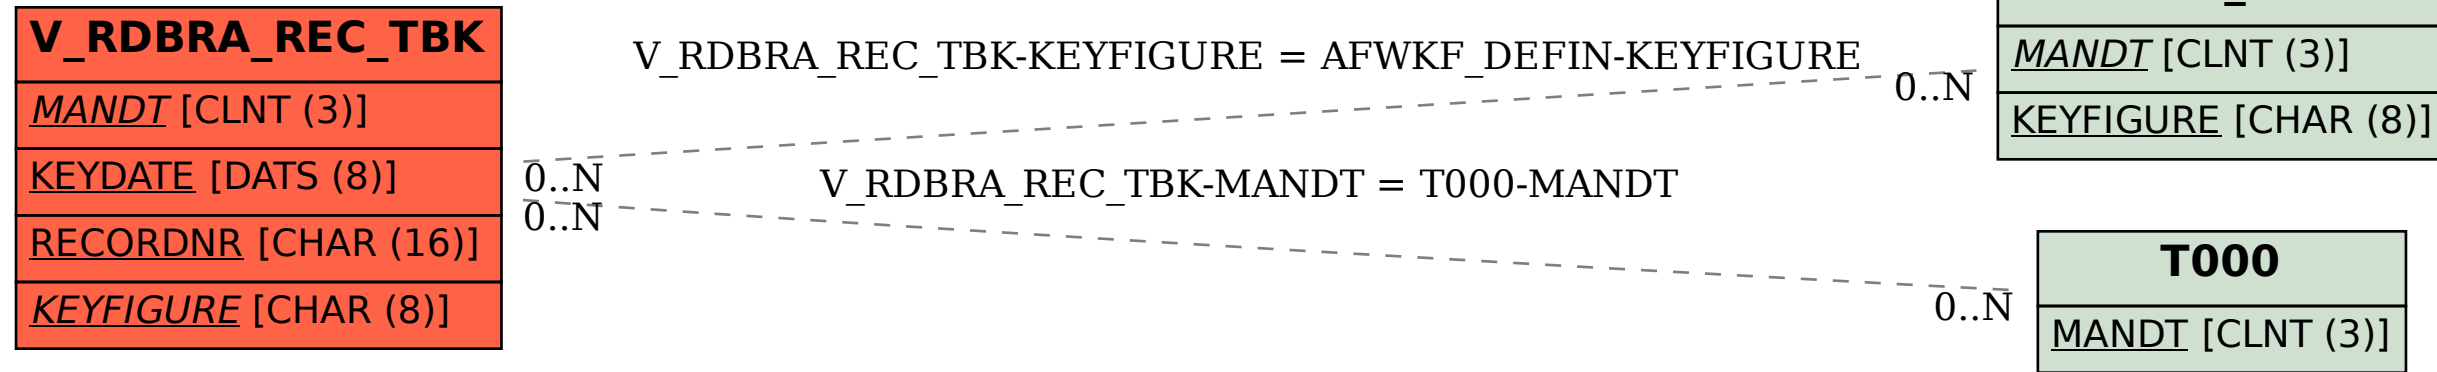 V_RDBRA_REC_TBK
MANDT [CLNT (3)]
KEYDATE [DATS (8)]
RECORDNR [CHAR (16)]
KEYFIGURE [CHAR (8)]
V_RDBRA_REC_TBK-KEYFIGURE = AFWKF_DEFIN-KEYFIGURE
0..N
0..N
V_RDBRA_REC_TBK-MANDT = T000-MANDT
0..N
0..N
MANDT [CLNT (3)]
KEYFIGURE [CHAR (8)]
T000
MANDT [CLNT (3)]